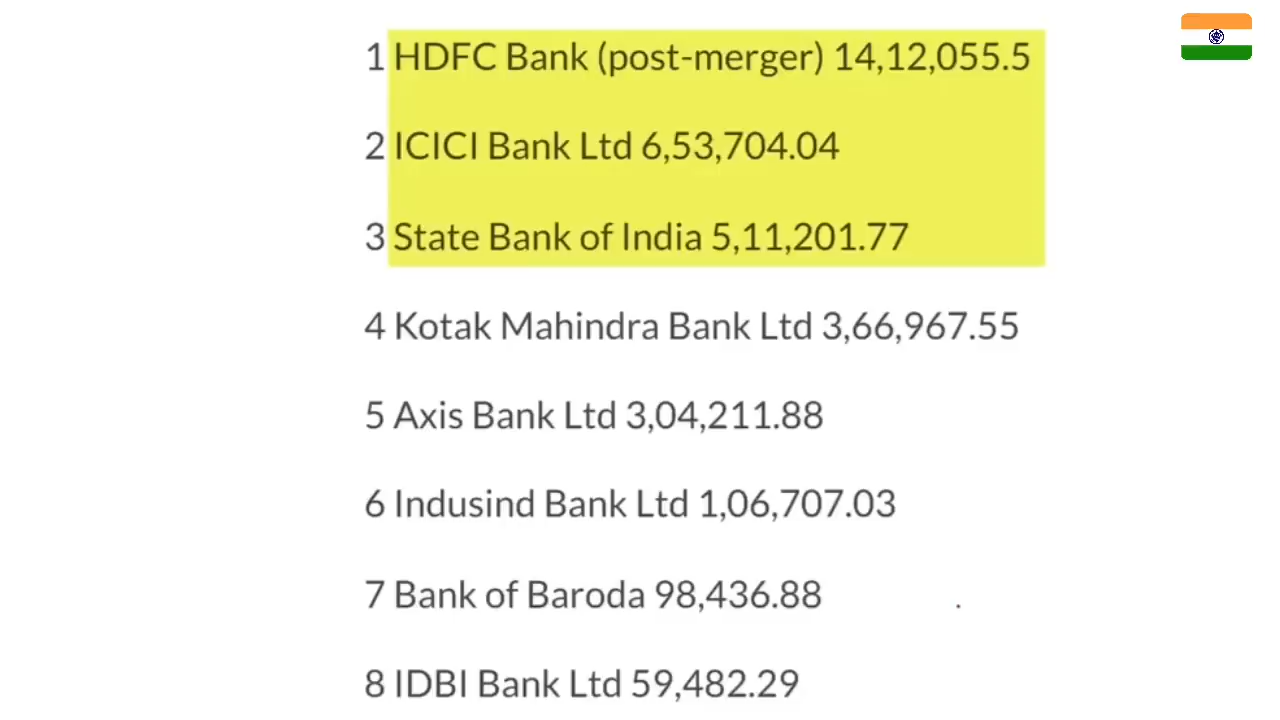 1 HDFC Bank (post-merger) 14,12,055.5
2 ICICI Bank Ltd 6,53,704.04
3 State Bank of India 5,11,201.77
4 Kotak Mahindra Bank Ltd 3,66,967.55
5 Axis Bank Ltd 3,04,211.88
6 Indusind Bank Ltd 1,06,707.03
7 Bank of Baroda 98,436.88
8 IDBI Bank Ltd 59,482.29